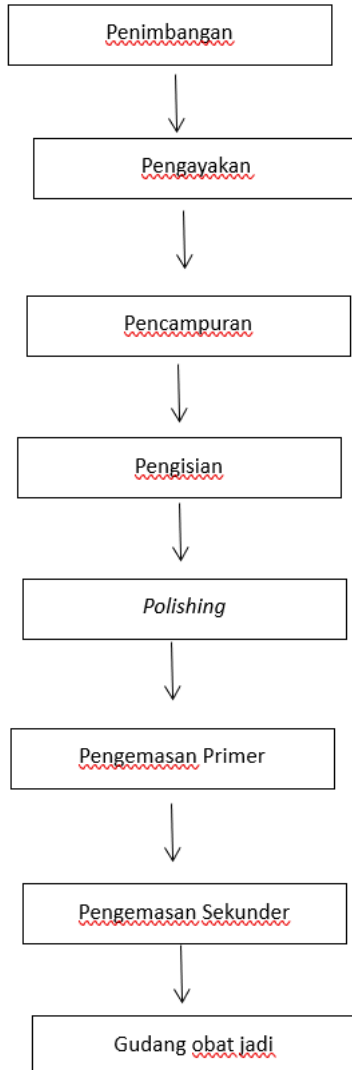 Penimbangan
Pengayakan
Pencampuran
Pengisian
Polishing
Pengemasan Primer
Pengemasan Sekunder
Gudang obat jadi